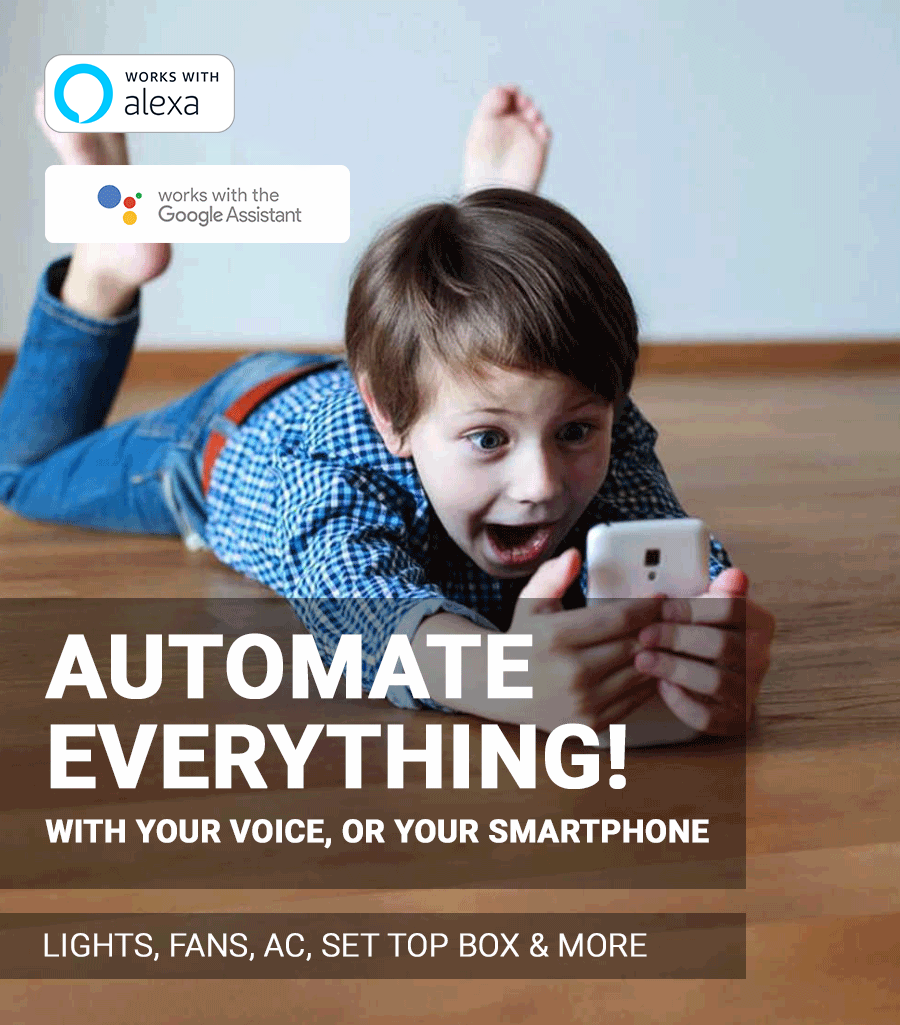 WORKS WITH
alexa
works with the
Google Assistant
AUTOMATE
EVERYTHING!
WITH YOUR VOICE, OR YOUR SMARTPHONE
LIGHTS, FANS, AC, SET TOP BOX & MORE